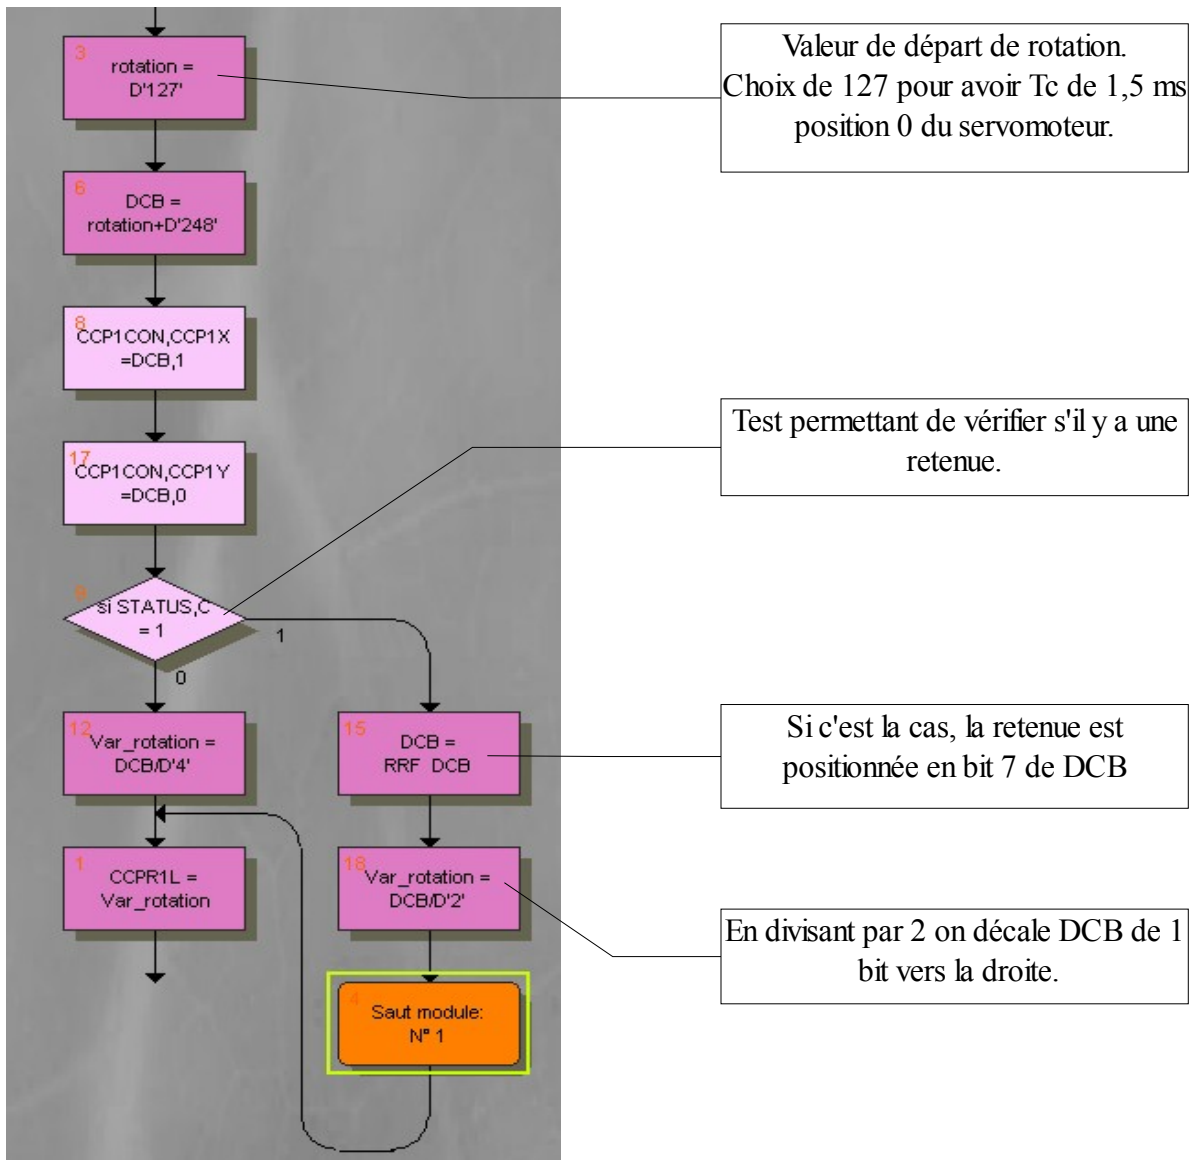 3
rotation =
D'127'
Valeur de départ de rotation.
Choix de 127 pour avoir Tc de 1,5 ms
position 0 du servomoteur.
6
DCB =
rotation+D'248'
8
CCP1CON,CCP1X
=DCB,1
17
CCP1CON,CCP1Y
=DCB,0
Test permettant de vérifier s'il y a une
retenue.
9
si STATUS,C
= 1
1
0
12
Var_rotation =
DCB/D'4'
15
DCB =
RRF DCB
Si c'est la cas, la retenue est
positionnée en bit 7 de DCB
1
CCPR1L =
Var_rotation
18
Var_rotation =
DCB/D'2'
En divisant par 2 on décale DCB de 1
bit vers la droite.
4
Saut module:
N° 1